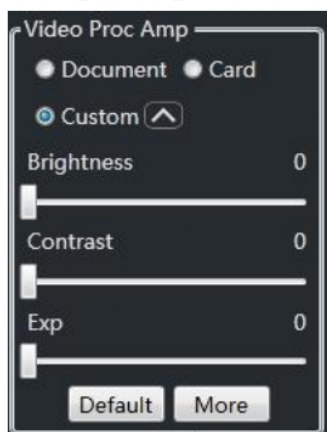 Video Proc Amp
Document Card
Custom
Brightness 0
Contrast 0
Exp 0
Default More